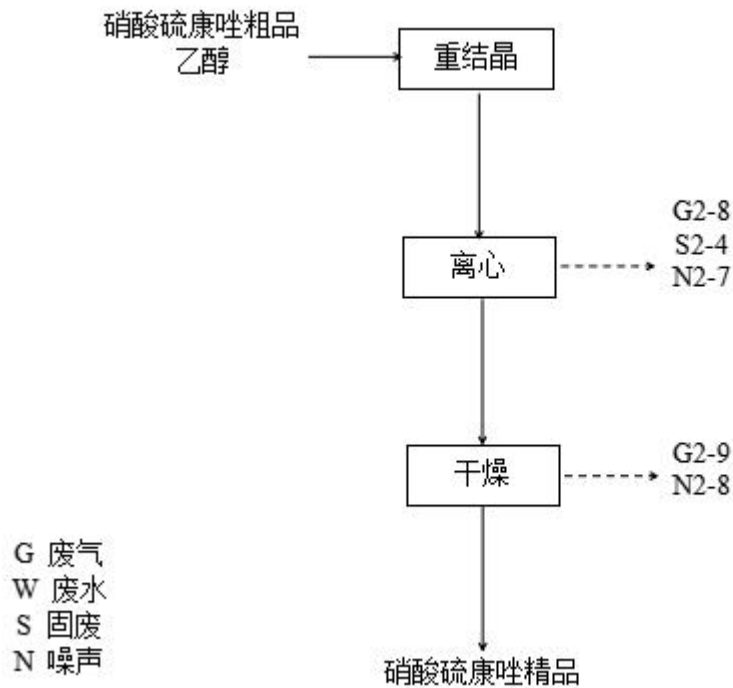 硝酸硫康唑粗品
乙醇
重结晶
离心
G2-8
S2-4
N2-7
干燥
G2-9
N2-8
G 废气
W 废水
S 固废
N 噪声
硝酸硫康唑精品